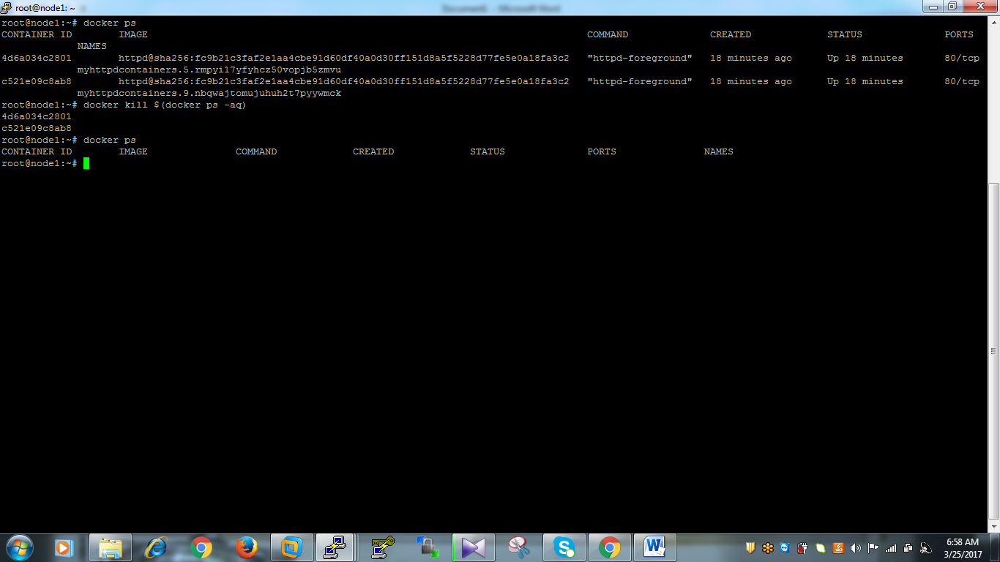 root@node1: ~
Document1 - Microsoft Word
root@node1:~# docker ps
CONTAINER ID IMAGE COMMAND CREATED STATUS PORTS
NAMES
4d6a034c2801 httpd@sha256:fc9b21c3faf2e1aa4cbe91d60df40a0d30ff151d8a5f5228d77fe5e0a18fa3c2 "httpd-foreground" 18 minutes ago Up 18 minutes 80/tcp
myhttpdcontainers.5.rmpyi17yfyhcz50vopjb5zmvu
c521e09c8ab8 httpd@sha256:fc9b21c3faf2e1aa4cbe91d60df40a0d30ff151d8a5f5228d77fe5e0a18fa3c2 "httpd-foreground" 18 minutes ago Up 18 minutes 80/tcp
myhttpdcontainers.9.nbqwajtomujuhuh2t7pyywmck
root@node1:~# docker kill $(docker ps -aq)
4d6a034c2801
c521e09c8ab8
root@node1:~# docker ps
CONTAINER ID IMAGE COMMAND CREATED STATUS PORTS NAMES
root@node1:~#
6:58 AM
3/25/2017